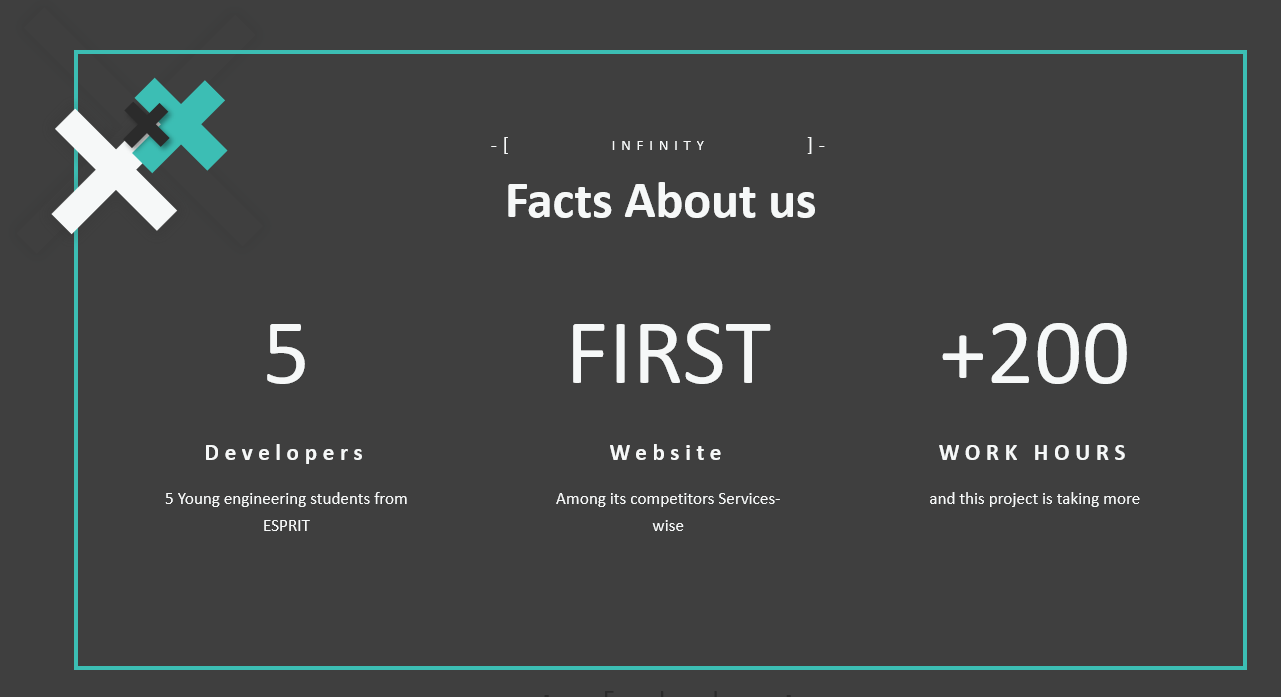 -[ INFINITY ]-
Facts About us
5
FIRST
+200
Developers
Website
WORK HOURS
5 Young engineering students from
ESPRIT
Among its competitors Services-
wise
and this project is taking more